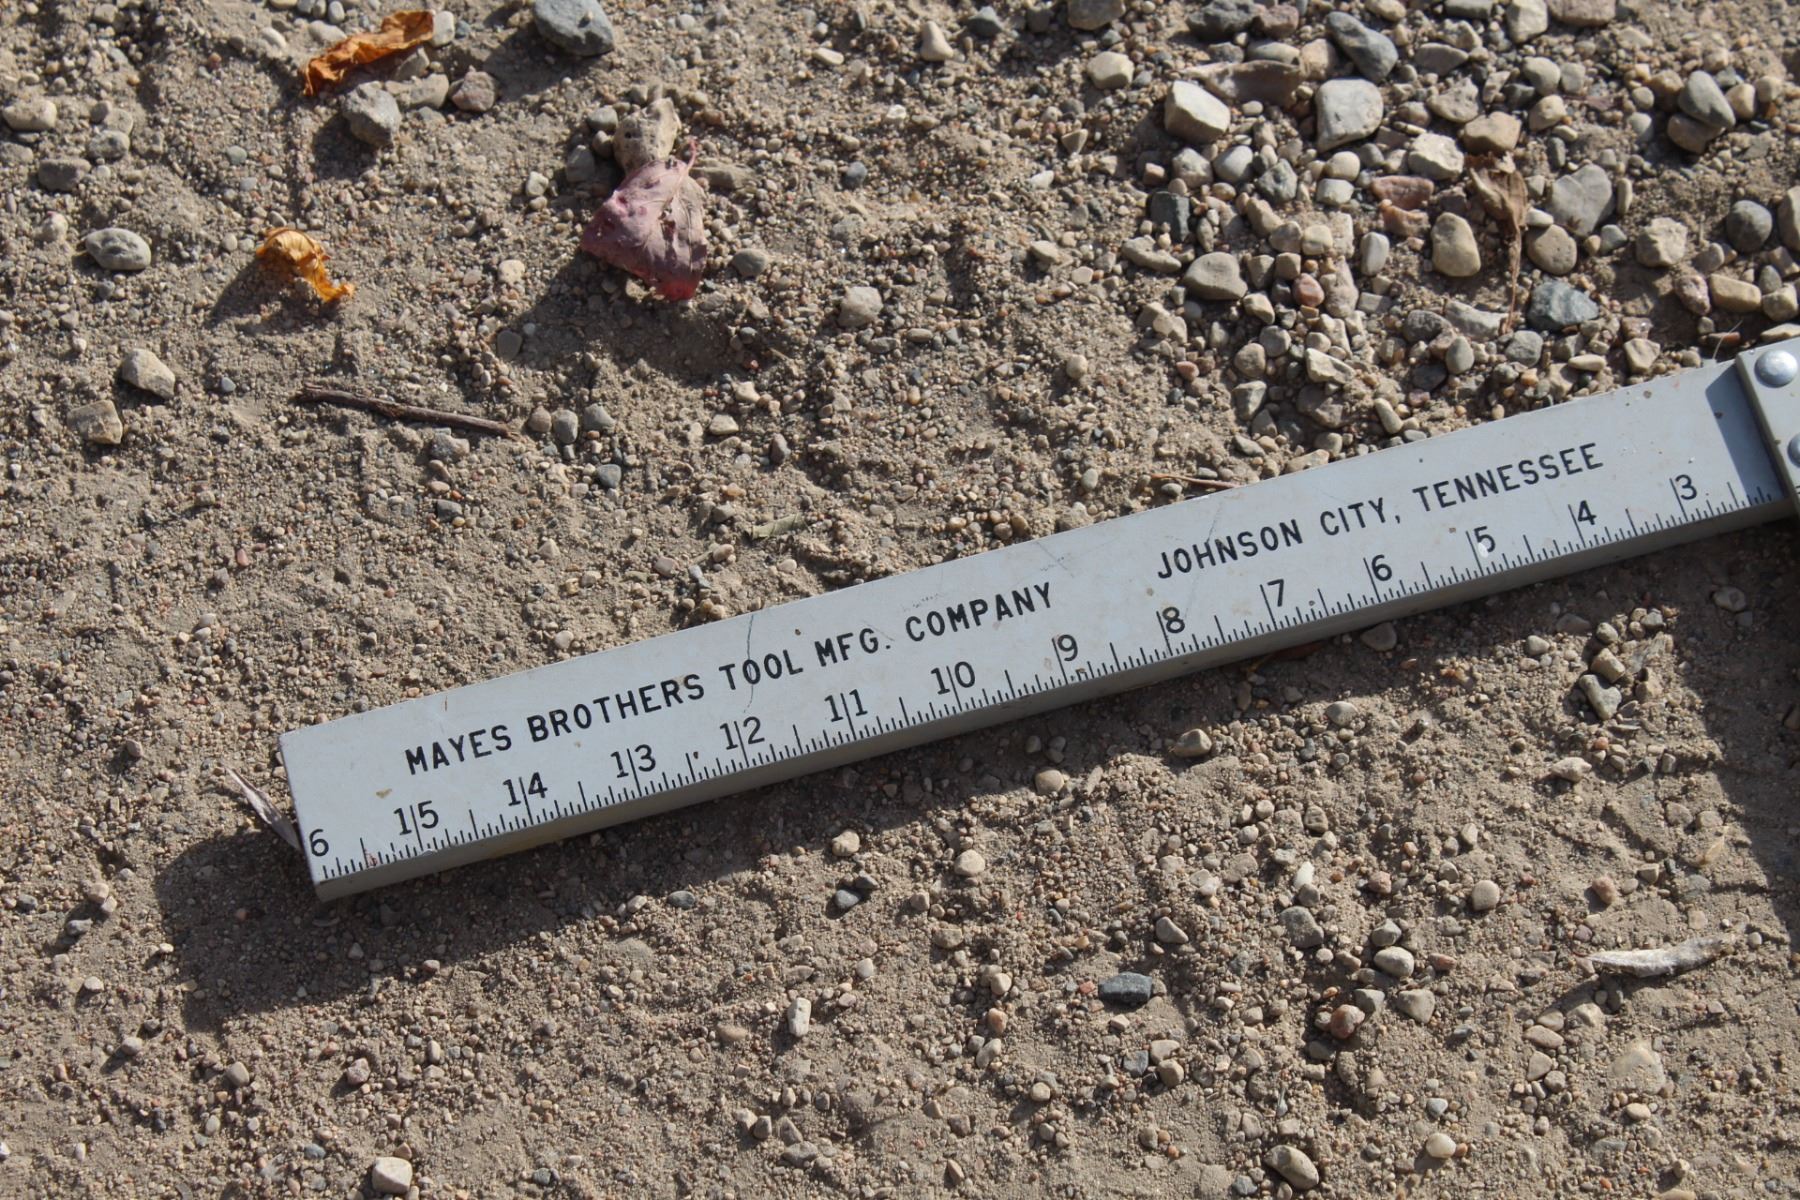 MAYES BROTHERS TOOL MFG. COMPANY JOHNSON CITY, TENNESSEE
6 15 14 13 12 11 10 9 8 7 6 5 4 3